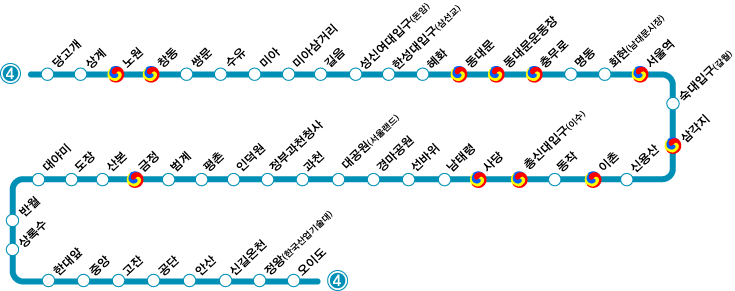 4
당고개
상계
노원
창동
쌍문
수유
미아
미아삼거리
길음
성신여대입구(돈암)
한성대입구(삼선교)
혜화
동대문
동대문운동장
충무로
명동
회현(남대문시장)
서울역
숙대입구(갈월)
삼각지
신용산
이촌
동작
총신대입구(이수)
사당
남태령
선바위
경마공원
대공원(서울랜드)
과천
정부과천청사
인덕원
평촌
범계
금정
산본
도장
대야미
반월
상록수
한대앞
중앙
고잔
공단
안산
신길온천
정왕(한국산업기술대)
오이도
4